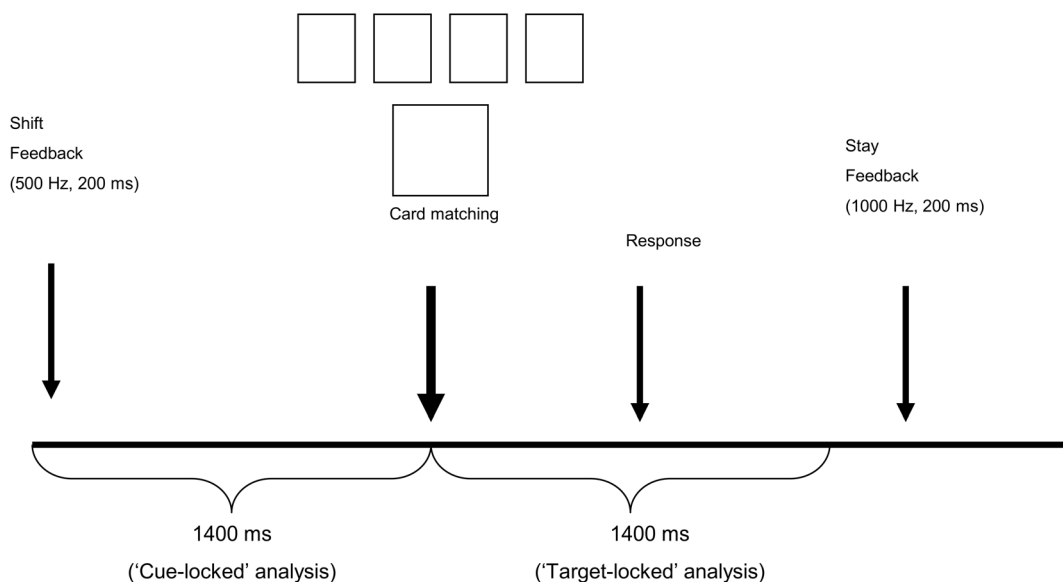 Shift
Feedback
(500 Hz, 200 ms)
Card matching
Response
Stay
Feedback
(1000 Hz, 200 ms)
1400 ms
(‘Cue-locked’ analysis)
1400 ms
(‘Target-locked’ analysis)